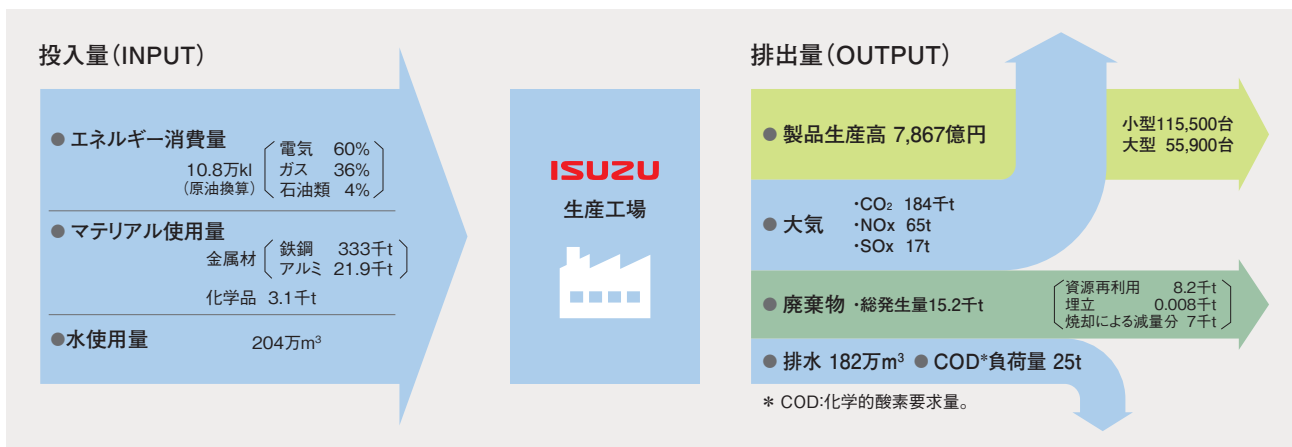 投入量（INPUT）
● エネルギー消費量
10.8万kl
（原油換算）
電気 60%
ガス 36%
石油類 4%
● マテリアル使用量
金属材
鉄鋼 333千t
アルミ 21.9千t
化学品 3.1千t
●水使用量 204万m³
ISUZU
生産工場
排出量（OUTPUT）
● 製品生産高 7,867億円
小型115,500台
大型 55,900台
● 大気
・CO₂ 184千t
・NOx 65t
・SOx 17t
● 廃棄物 ・総発生量15.2千t
資源再利用 8.2千t
埋立 0.008千t
焼却による減量分 7千t
● 排水 182万m³ ● COD*負荷量 25t
＊ COD:化学的酸素要求量。